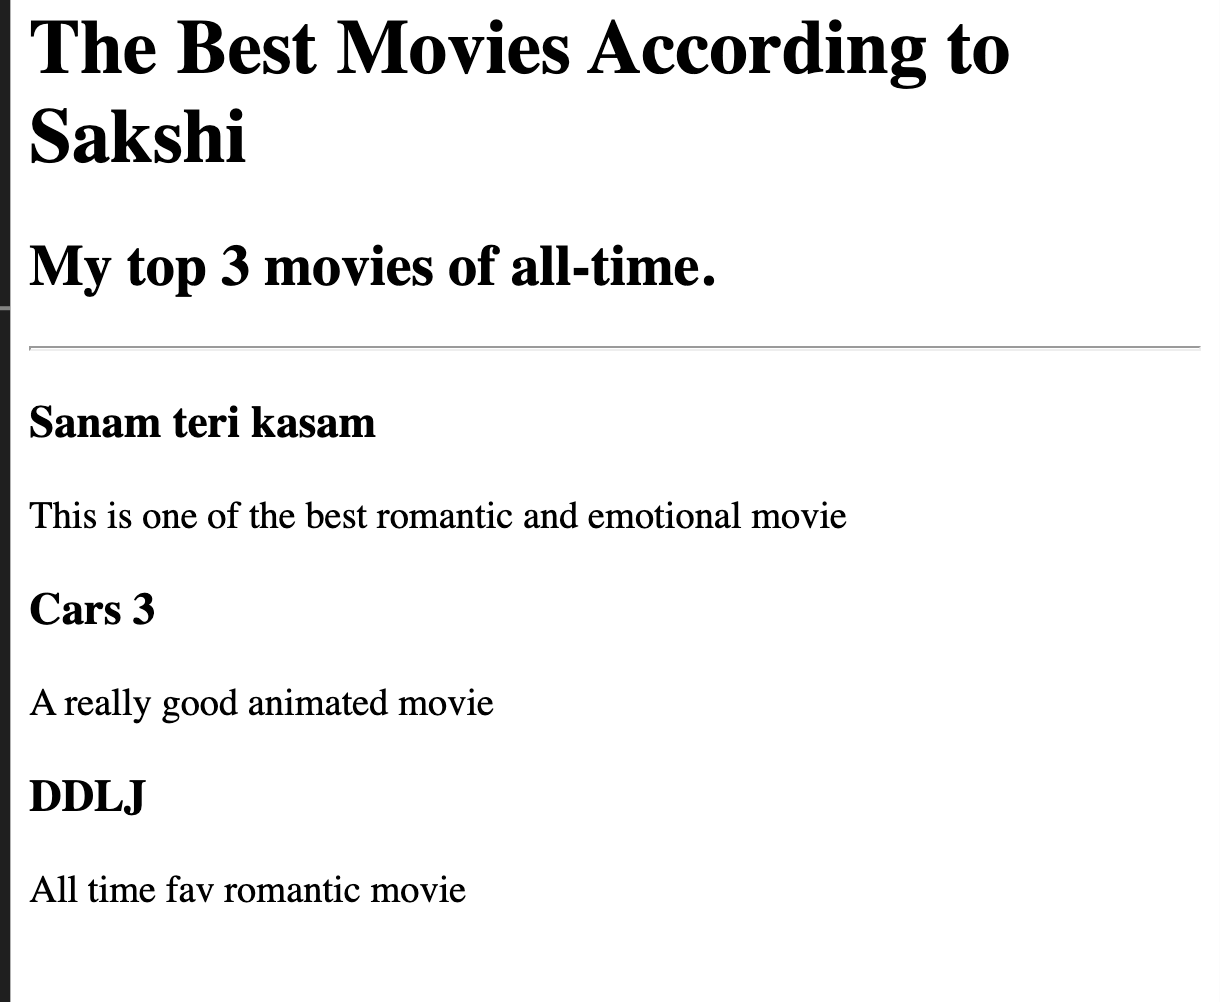 The Best Movies According to
Sakshi
My top 3 movies of all-time.
Sanam teri kasam
This is one of the best romantic and emotional movie
Cars 3
A really good animated movie
DDLJ
All time fav romantic movie